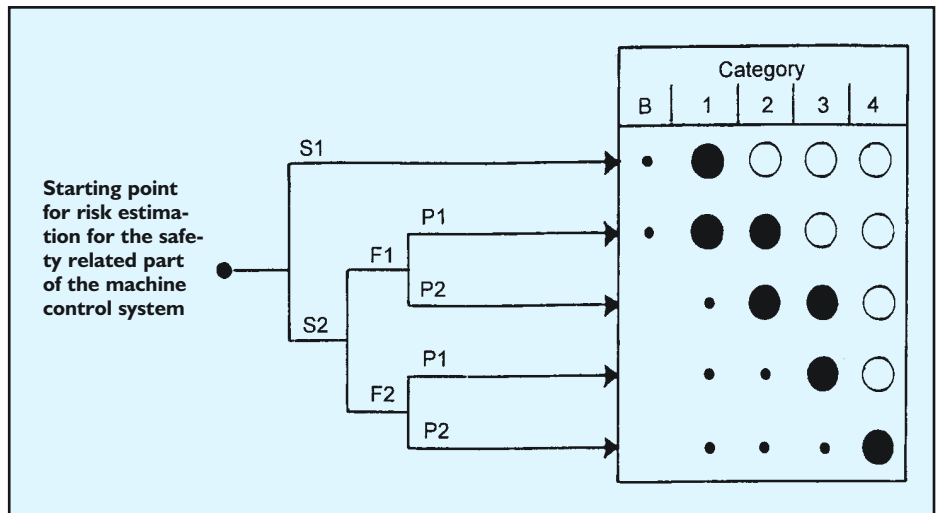 Category
B 1 2 3 4
S1
Starting point
for risk estima-
tion for the safe-
ty related part
of the machine
control system
P1
F1
P2
S2
P1
F2
P2